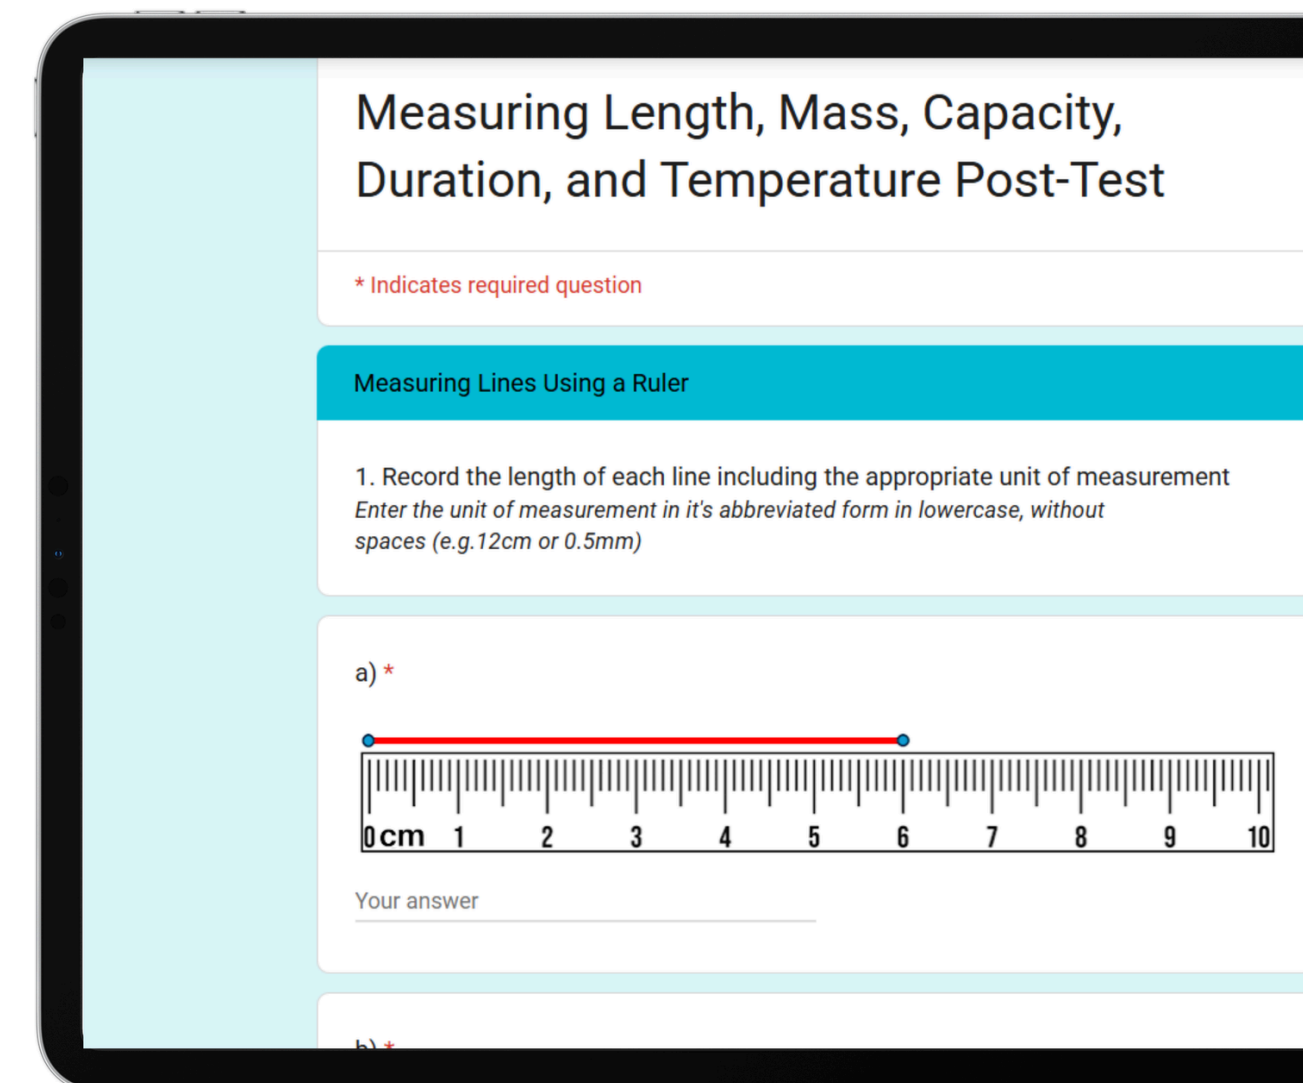 Measuring Length, Mass, Capacity,
Duration, and Temperature Post-Test
* Indicates required question
Measuring Lines Using a Ruler
1. Record the length of each line including the appropriate unit of measurement
Enter the unit of measurement in it's abbreviated form in lowercase, without
spaces (e.g.12cm or 0.5mm)
a) *
0 cm 1 2 3 4 5 6 7 8 9 10
Your answer
b) *